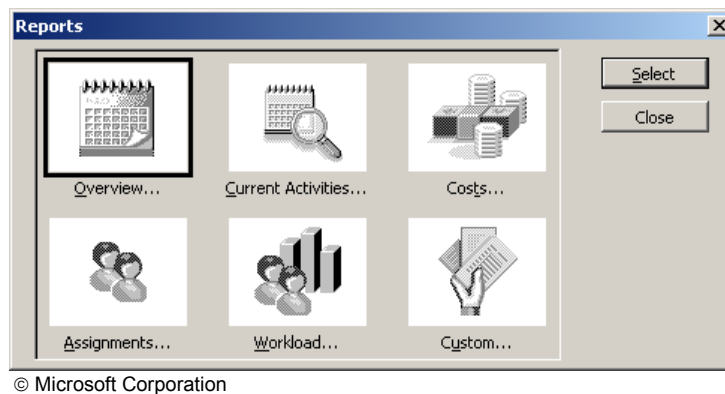 Reports
Select
Close
Overview...
Current Activities...
Costs...
Assignments...
Workload...
Custom...
© Microsoft Corporation